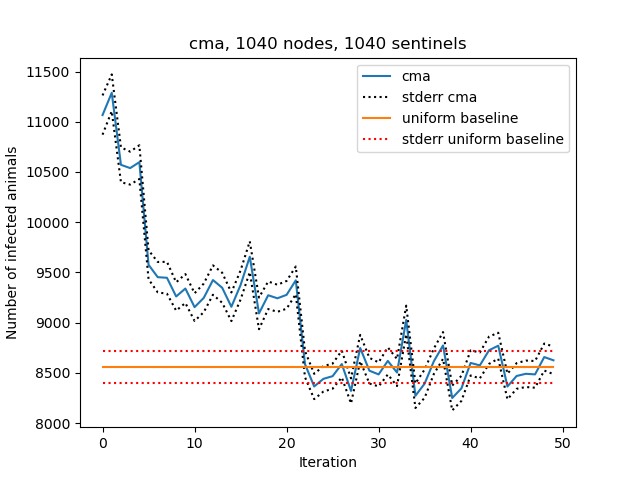 cma, 1040 nodes, 1040 sentinels
cma
stderr cma
uniform baseline
stderr uniform baseline
Number of infected animals
11500
11000
10500
10000
9500
9000
8500
8000
0 10 20 30 40 50
Iteration